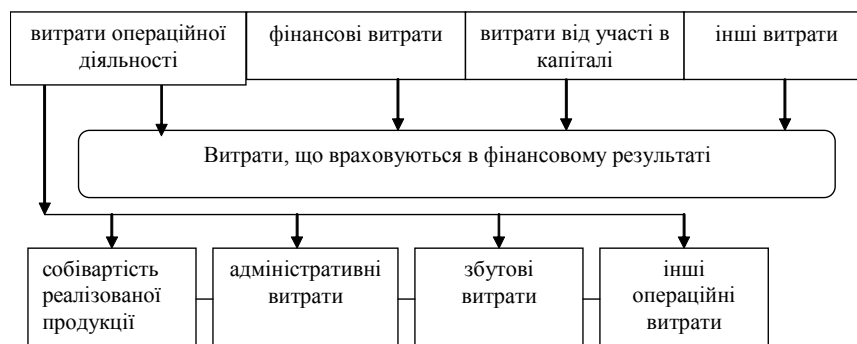 витрати операційної
діяльності
фінансові витрати
витрати від участі в
капіталі
інші витрати
Витрати, що враховуються в фінансовому результаті
собівартість
реалізованої
продукції
адміністративні
витрати
збутові
витрати
інші
операційні
витрати